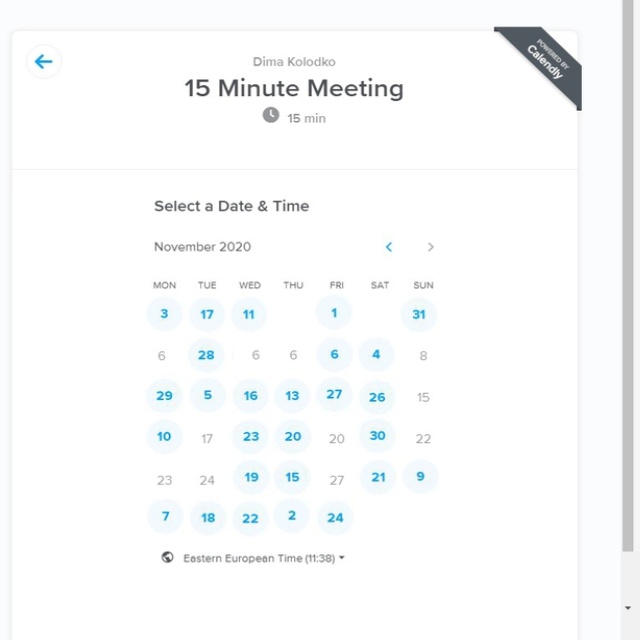 POWERED BY
Calendly
Dima Kolodko
15 Minute Meeting
15 min
Select a Date & Time
November 2020
MON TUE WED THU FRI SAT SUN
3 17 11 1 31
6 28 6 6 6 4 8
29 5 16 13 27 26 15
10 17 23 20 20 30 22
23 24 19 15 27 21 9
7 18 22 2 24
Eastern European Time (11:38)